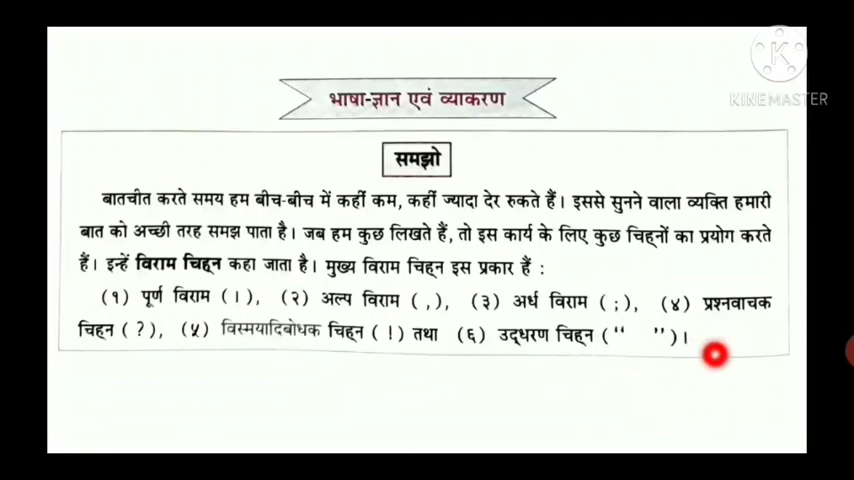 KINEMASTER
भाषा-ज्ञान एवं व्याकरण
समझो
बातचीत करते समय हम बीच-बीच में कहीं कम, कहीं ज्यादा देर रुकते हैं। इससे सुनने वाला व्यक्ति हमारी
बात को अच्छी तरह समझ पाता है। जब हम कुछ लिखते हैं, तो इस कार्य के लिए कुछ चिह्नों का प्रयोग करते
हैं। इन्हें विराम चिह्न कहा जाता है। मुख्य विराम चिह्न इस प्रकार हैं :
(१) पूर्ण विराम (।), (२) अल्प विराम (,), (३) अर्ध विराम (;), (४) प्रश्नवाचक
चिह्न (?), (५) विस्मयादिबोधक चिह्न (!) तथा (६) उद्धरण चिह्न (“ ”)।